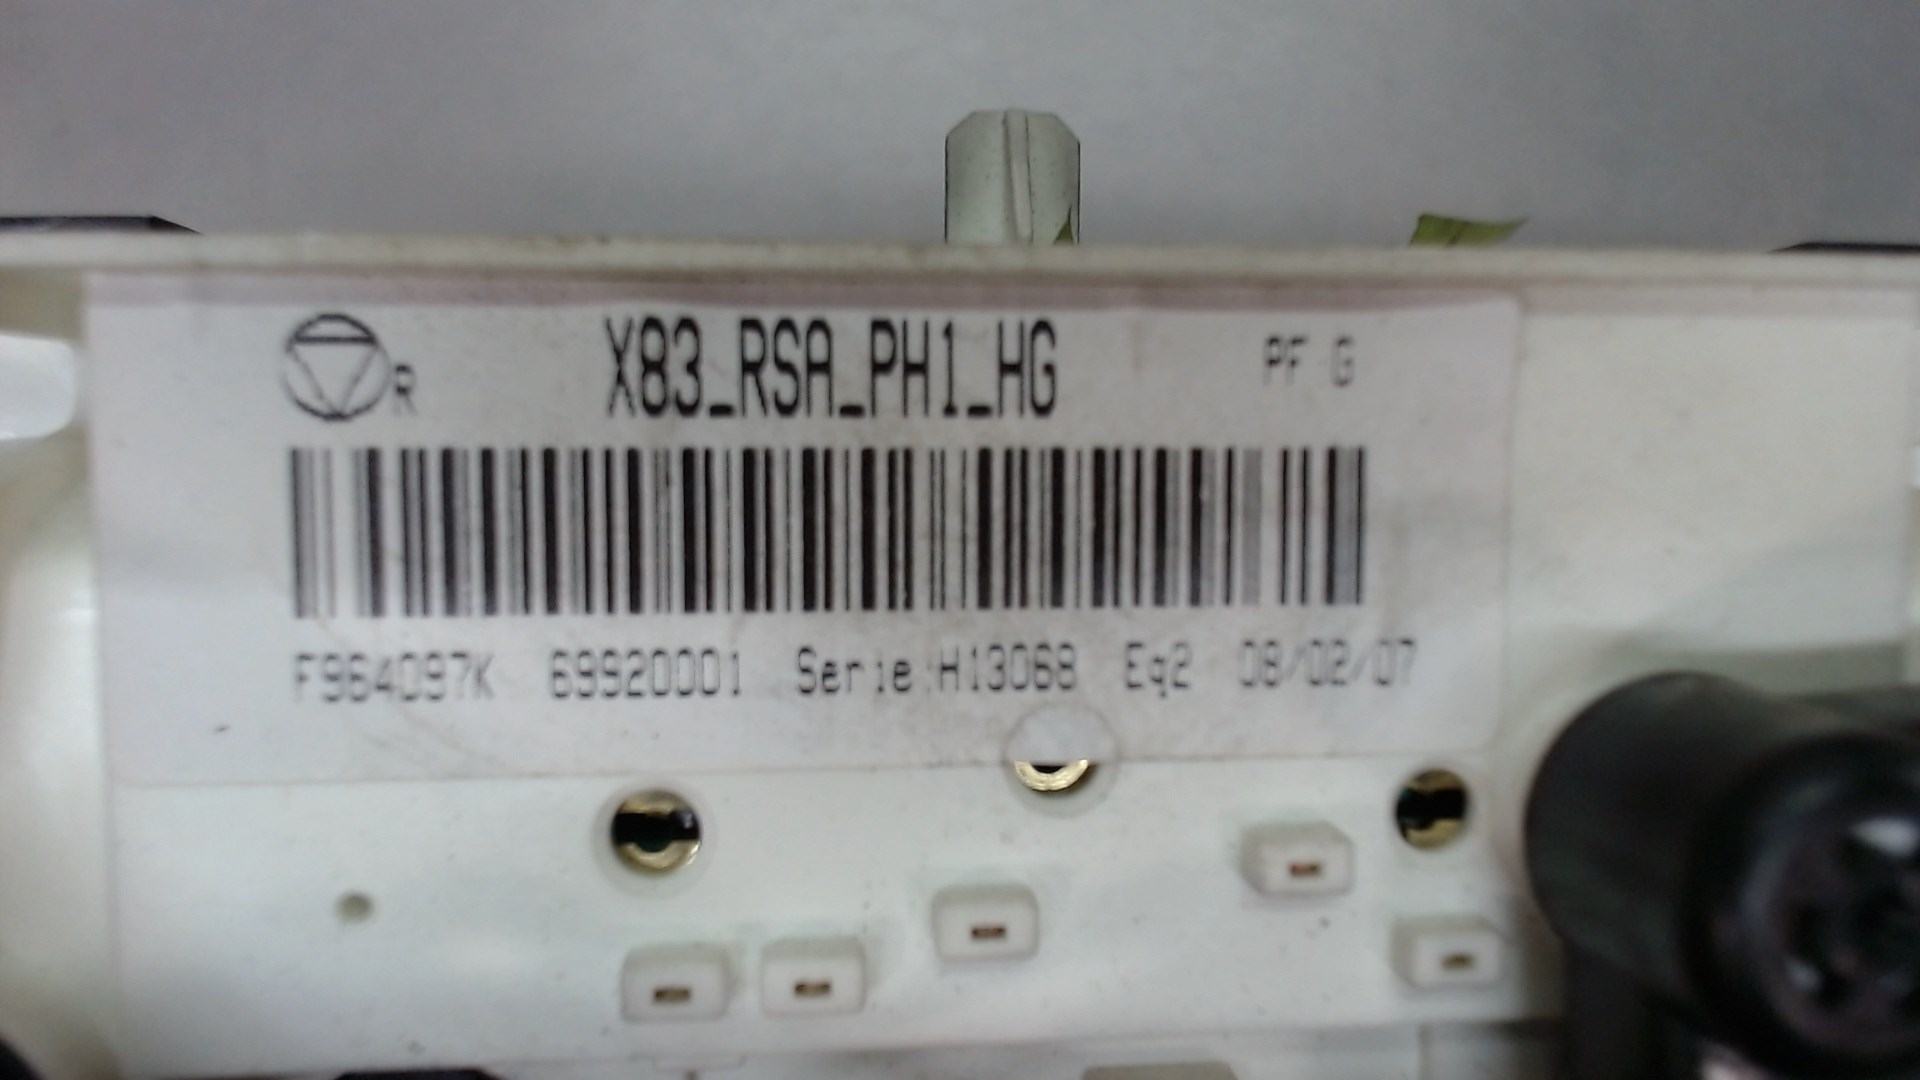 R X83_RSA_PH1_HG PF G
F964097K 69920001 Serie:H13068 Eq2 08/02/07